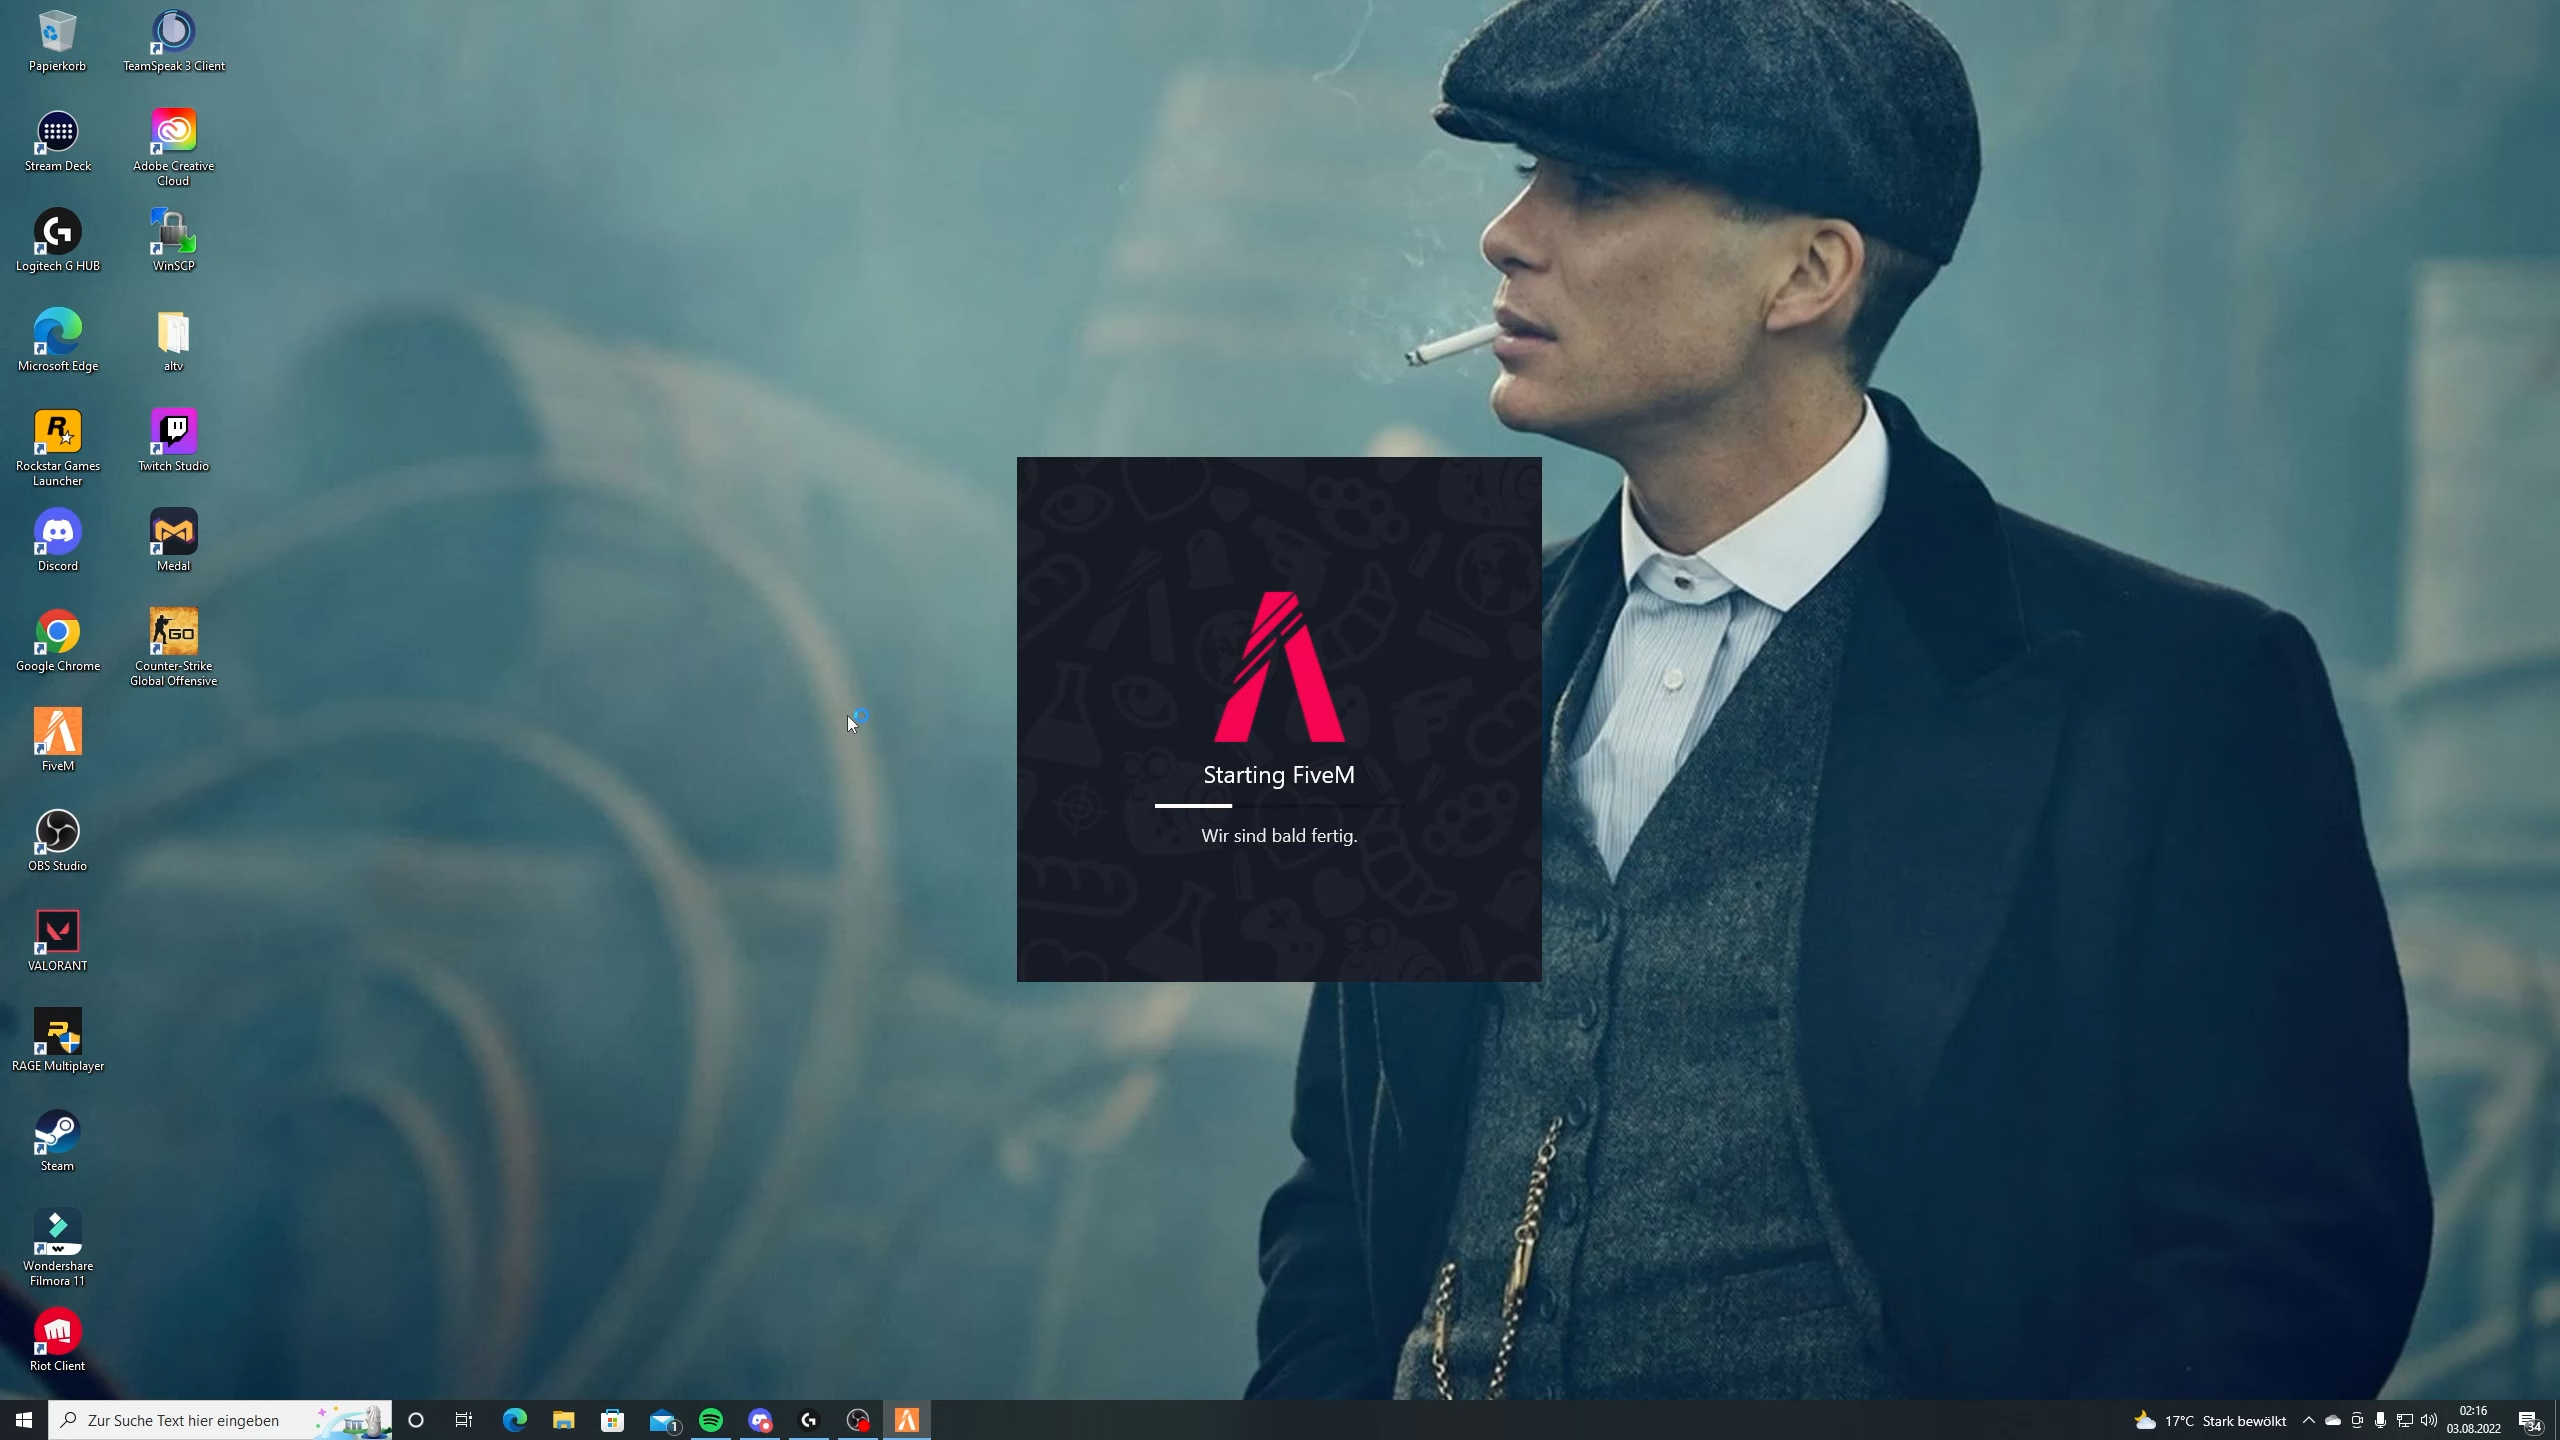 Papierkorb
TeamSpeak 3 Client
Stream Deck
Adobe Creative
Cloud
Logitech G HUB
WinSCP
Microsoft Edge
altv
Rockstar Games
Launcher
Twitch Studio
Discord
Medal
Google Chrome
GO
Counter-Strike
Global Offensive
FiveM
OBS Studio
VALORANT
RAGE Multiplayer
Steam
Wondershare
Filmora 11
Riot Client
Starting FiveM
Wir sind bald fertig.
Zur Suche Text hier eingeben
1
17°C Stark bewölkt
02:16
03.08.2022
34